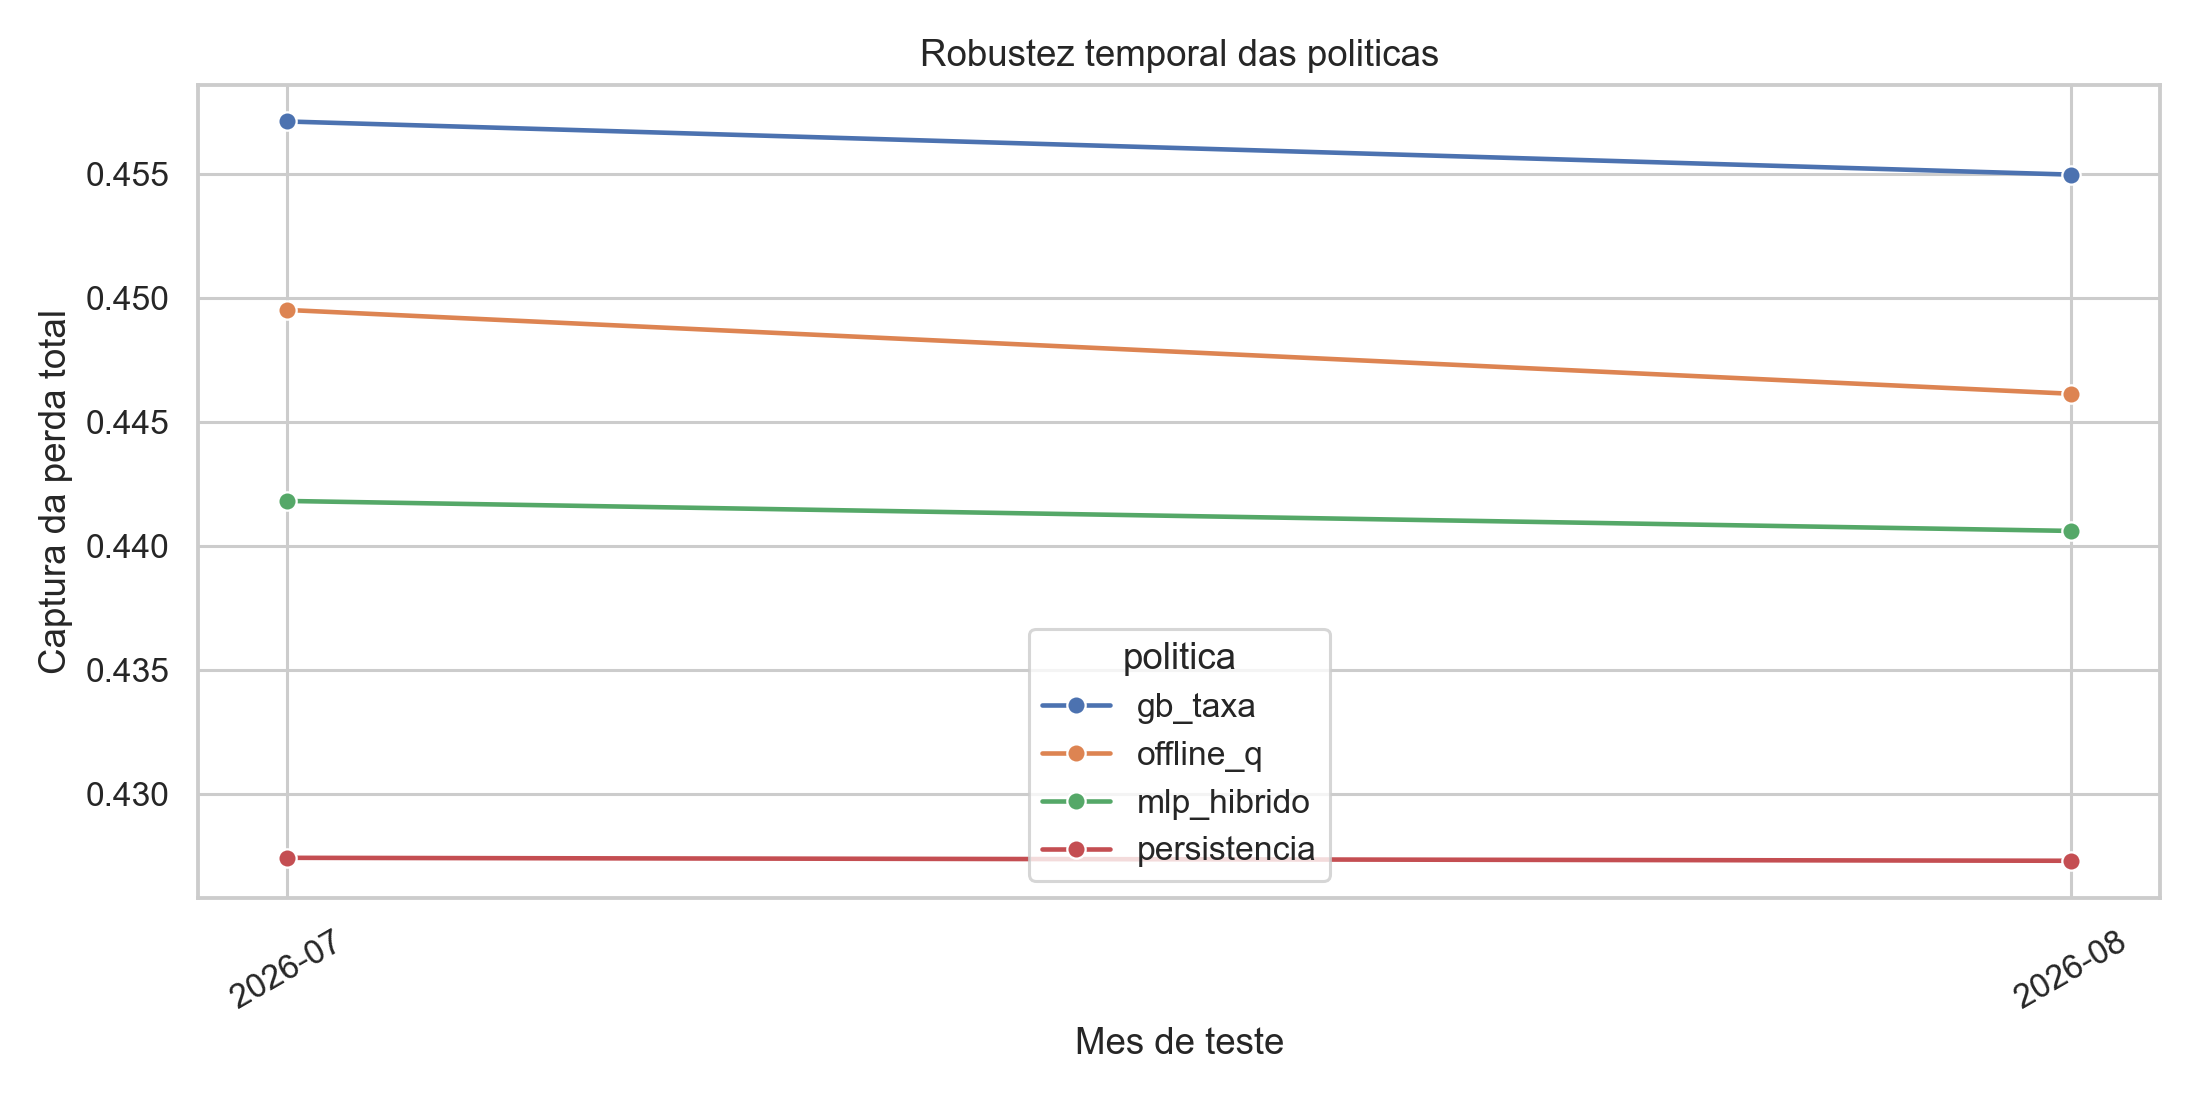 Robustez temporal das politicas
Captura da perda total
0.455
0.450
0.445
0.440
0.435
0.430
politica
gb_taxa
offline_q
mlp_hibrido
persistencia
2026-07
2026-08
Mes de teste